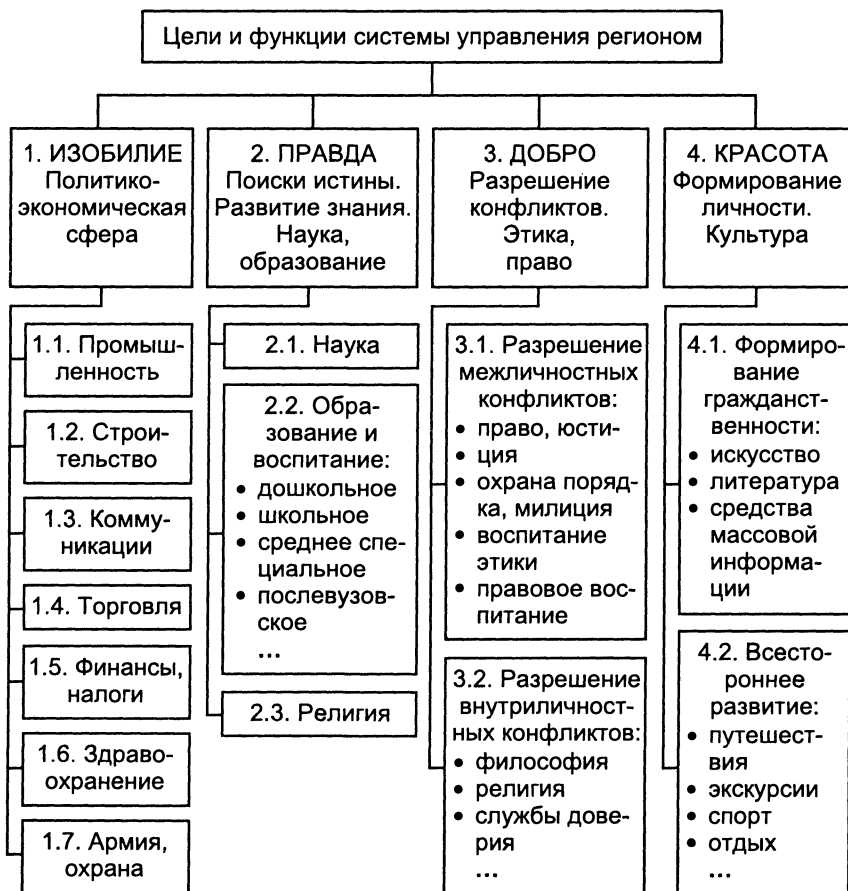 Цели и функции системы управления регионом
1. ИЗОБИЛИЕ
Политико-
экономическая
сфера
2. ПРАВДА
Поиски истины.
Развитие знания.
Наука,
образование
3. ДОБРО
Разрешение
конфликтов.
Этика,
право
4. КРАСОТА
Формирование
личности.
Культура
1.1. Промыш-
ленность
1.2. Строи-
тельство
1.3. Комму-
никации
1.4. Торговля
1.5. Финансы,
налоги
1.6. Здраво-
охранение
1.7. Армия,
охрана
2.1. Наука
2.2. Обра-
зование и
воспитание:
• дошкольное
• школьное
• среднее спе-
циальное
• послевузов-
ское
...
2.3. Религия
3.1. Разрешение
межличностных
конфликтов:
• право, юсти-
• ция
• охрана поряд-
ка, милиция
• воспитание
этики
• правовое вос-
питание
3.2. Разрешение
внутриличност-
ных конфликтов:
• философия
• религия
• службы дове-
рия
...
4.1. Формиро-
вание
гражданст-
венности:
• искусство
• литература
• средства
массовой
информа-
ции
4.2. Всесто-
роннее
развитие:
• путешест-
вия
• экскурсии
• спорт
• отдых
...